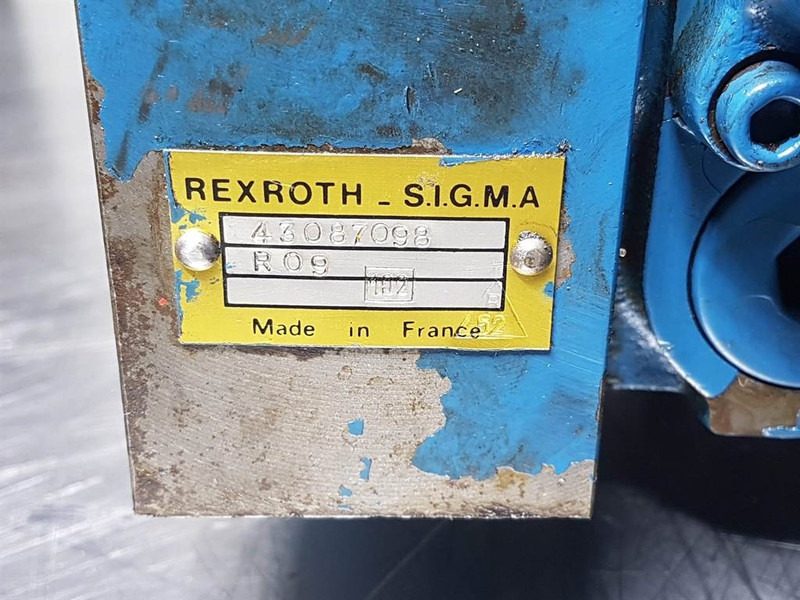 REXROTH - S.I.G.M.A
43087098
R09
Made in France